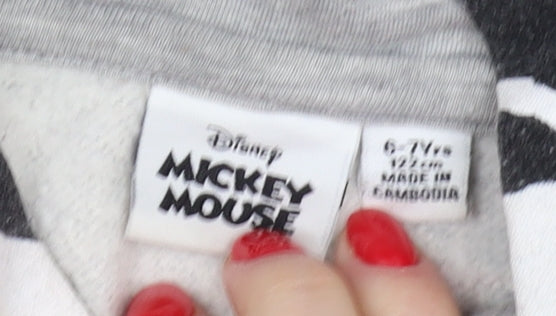 Disney
MICKEY
MOUSE
6-7Yrs
122cm
MADE IN
CAMBODIA